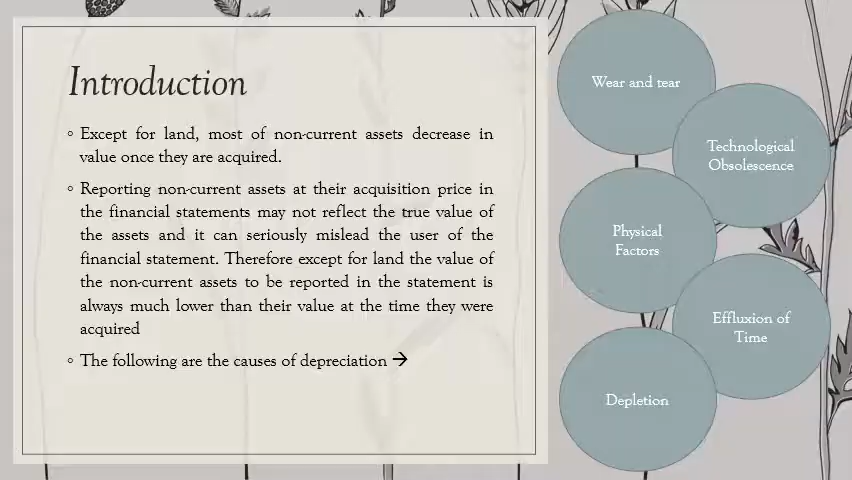 Introduction
◦ Except for land, most of non-current assets decrease in
value once they are acquired.
◦ Reporting non-current assets at their acquisition price in
the financial statements may not reflect the true value of
the assets and it can seriously mislead the user of the
financial statement. Therefore except for land the value of
the non-current assets to be reported in the statement is
always much lower than their value at the time they were
acquired
◦ The following are the causes of depreciation →
Wear and tear
Technological
Obsolescence
Physical
Factors
Effluxion of
Time
Depletion